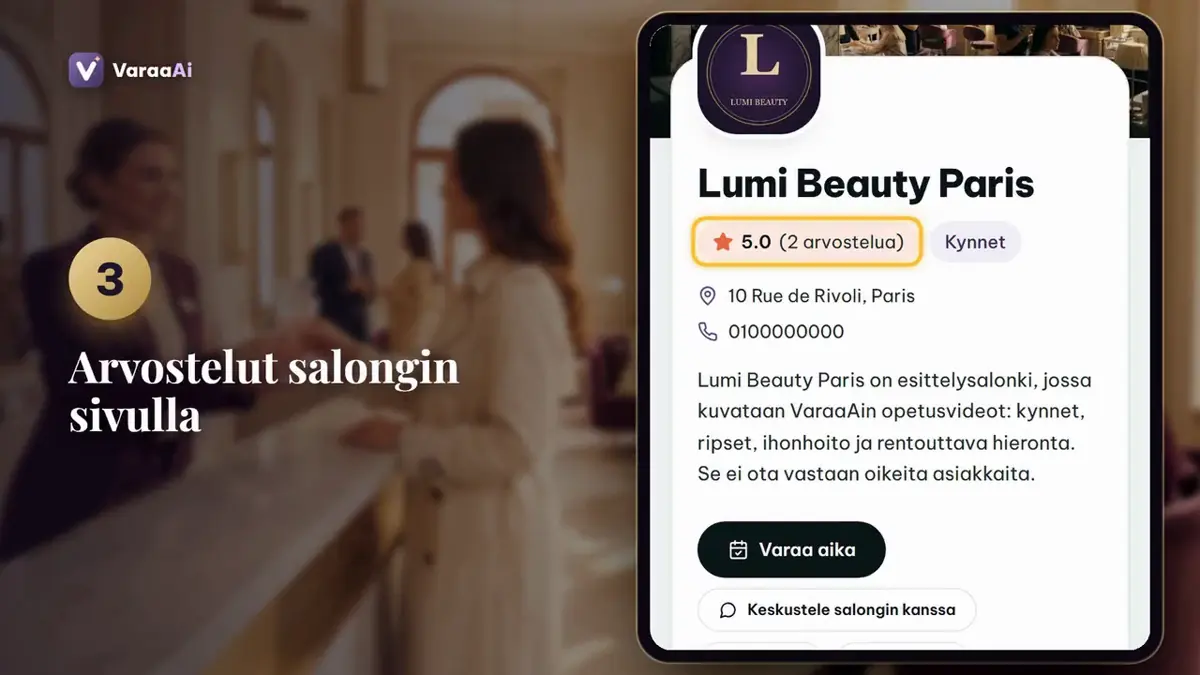 VaraaAi
3
Arvostelut salongin
sivulla
L
LUMI BEAUTY
Lumi Beauty Paris
5.0 (2 arvostelua)
Kynnet
10 Rue de Rivoli, Paris
0100000000
Lumi Beauty Paris on esittelysalonki, jossa
kuvataan VaraaAin opetusvideot: kynnet,
ripset, ihonhoito ja rentouttava hieronta.
Se ei ota vastaan oikeita asiakkaita.
Varaa aika
Keskustele salongin kanssa